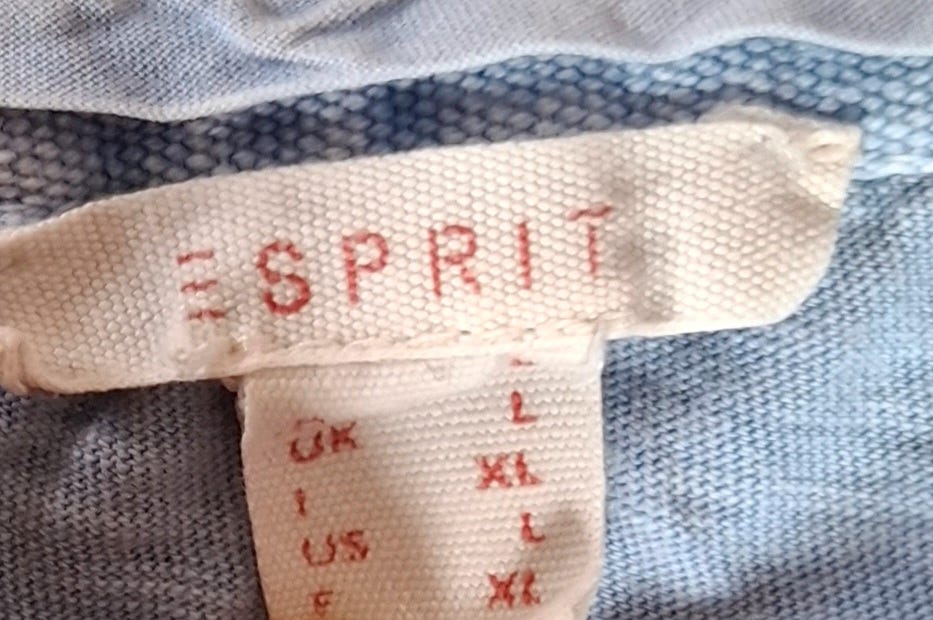 ESPRIT
UK L
I XL
US L
F XL